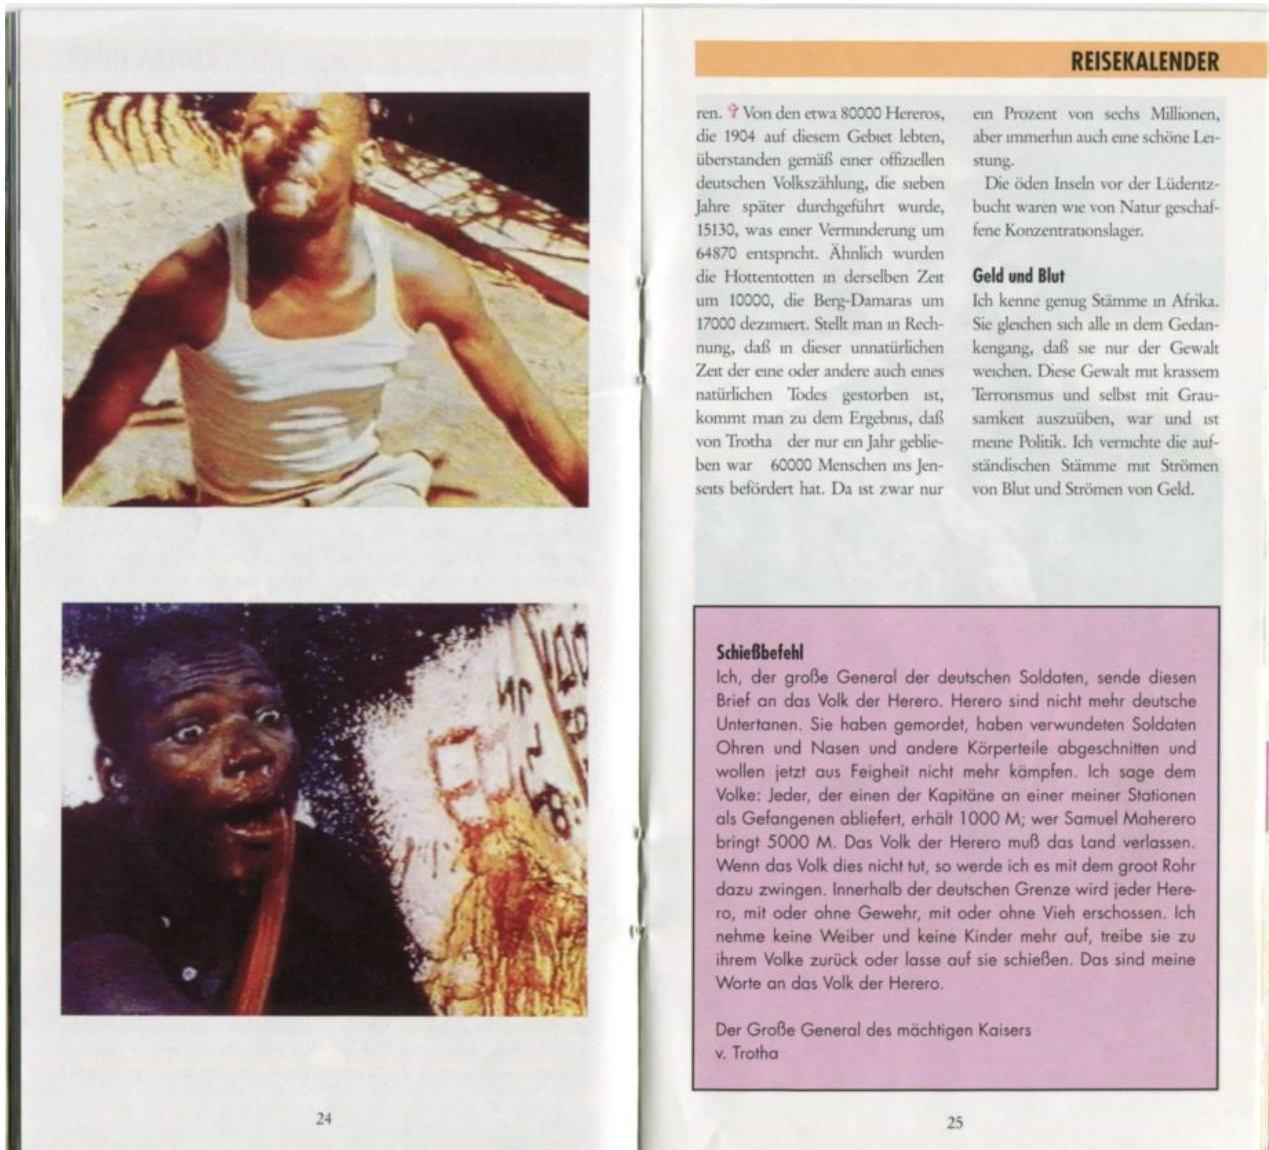 REISEKALENDER
ren. ✞ Von den etwa 80000 Hereros,
die 1904 auf diesem Gebiet lebten,
überstanden gemäß einer offiziellen
deutschen Volkszählung, die sieben
Jahre später durchgeführt wurde,
15130, was einer Verminderung um
64870 entspricht. Ähnlich wurden
die Hottentotten in derselben Zeit
um 10000, die Berg-Damaras um
17000 dezimiert. Stellt man in Rech-
nung, daß in dieser unnatürlichen
Zeit der eine oder andere auch eines
natürlichen Todes gestorben ist,
kommt man zu dem Ergebnis, daß
von Trotha der nur ein Jahr geblie-
ben war 60000 Menschen ins Jen-
seits befördert hat. Da ist zwar nur
ein Prozent von sechs Millionen,
aber immerhin auch eine schöne Lei-
stung.
Die öden Inseln vor der Lüdentz-
bucht waren wie von Natur geschaf-
fene Konzentrationslager.
Geld und Blut
Ich kenne genug Stämme in Afrika.
Sie gleichen sich alle in dem Gedan-
kengang, daß sie nur der Gewalt
weichen. Diese Gewalt mit krassem
Terrorismus und selbst mit Grau-
samkeit auszuüben, war und ist
meine Politik. Ich vernichte die auf-
ständischen Stämme mit Strömen
von Blut und Strömen von Geld.
Schießbefehl
Ich, der große General der deutschen Soldaten, sende diesen
Brief an das Volk der Herero. Herero sind nicht mehr deutsche
Untertanen. Sie haben gemordet, haben verwundeten Soldaten
Ohren und Nasen und andere Körperteile abgeschnitten und
wollen jetzt aus Feigheit nicht mehr kämpfen. Ich sage dem
Volke: Jeder, der einen der Kapitäne an einer meiner Stationen
als Gefangenen abliefert, erhält 1000 M; wer Samuel Maherero
bringt 5000 M. Das Volk der Herero muß das Land verlassen.
Wenn das Volk dies nicht tut, so werde ich es mit dem groot Rohr
dazu zwingen. Innerhalb der deutschen Grenze wird jeder Here-
ro, mit oder ohne Gewehr, mit oder ohne Vieh erschossen. Ich
nehme keine Weiber und keine Kinder mehr auf, treibe sie zu
ihrem Volke zurück oder lasse auf sie schießen. Das sind meine
Worte an das Volk der Herero.
Der Große General des mächtigen Kaisers
v. Trotha
24
25